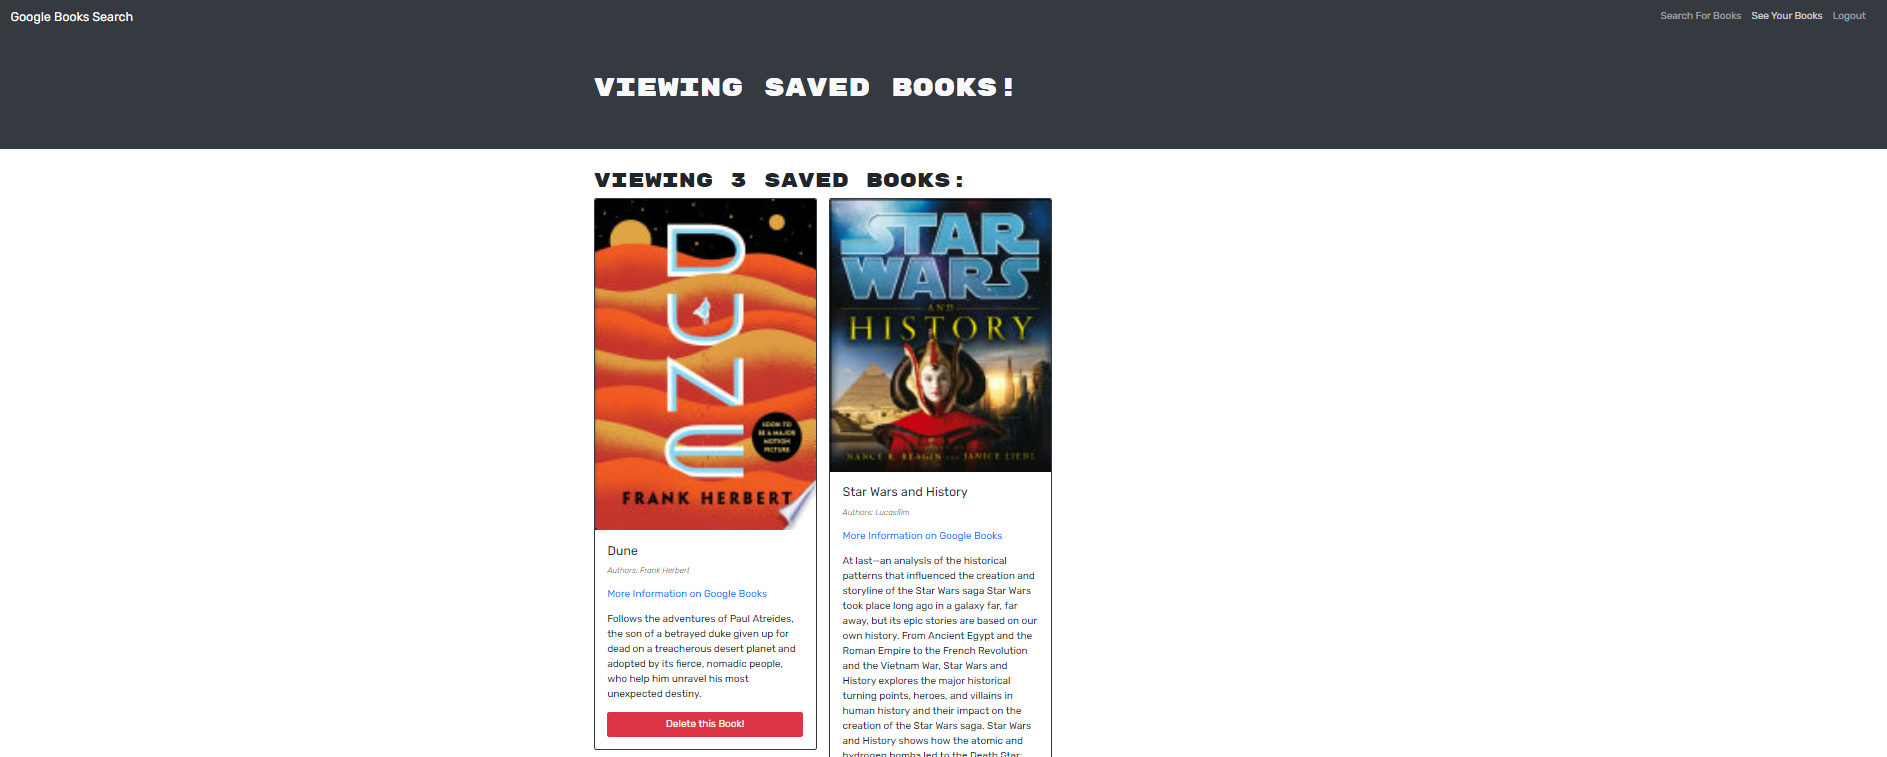 Google Books Search
Search For Books See Your Books Logout
VIEWING SAVED BOOKS!
VIEWING 3 SAVED BOOKS:
DUNE
SOON TO
BE A MAJOR
MOTION
PICTURE
FRANK HERBERT
Dune
Authors: Frank Herbert
More Information on Google Books
Follows the adventures of Paul Atreides,
the son of a betrayed duke given up for
dead on a treacherous desert planet and
adopted by its fierce, nomadic people,
who help him unravel his most
unexpected destiny.
Delete this Book!
STAR
WARS
AND
HISTORY
NANCY R. REAGIN AND JANICE LIEDL
Star Wars and History
Authors: Lucasfilm
More Information on Google Books
At last—an analysis of the historical
patterns that influenced the creation and
storyline of the Star Wars saga Star Wars
took place long ago in a galaxy far, far
away, but its epic stories are based on our
own history. From Ancient Egypt and the
Roman Empire to the French Revolution
and the Vietnam War, Star Wars and
History explores the major historical
turning points, heroes, and villains in
human history and their impact on the
creation of the Star Wars saga. Star Wars
and History shows how the atomic and
hydrogen bombs led to the Death Star;